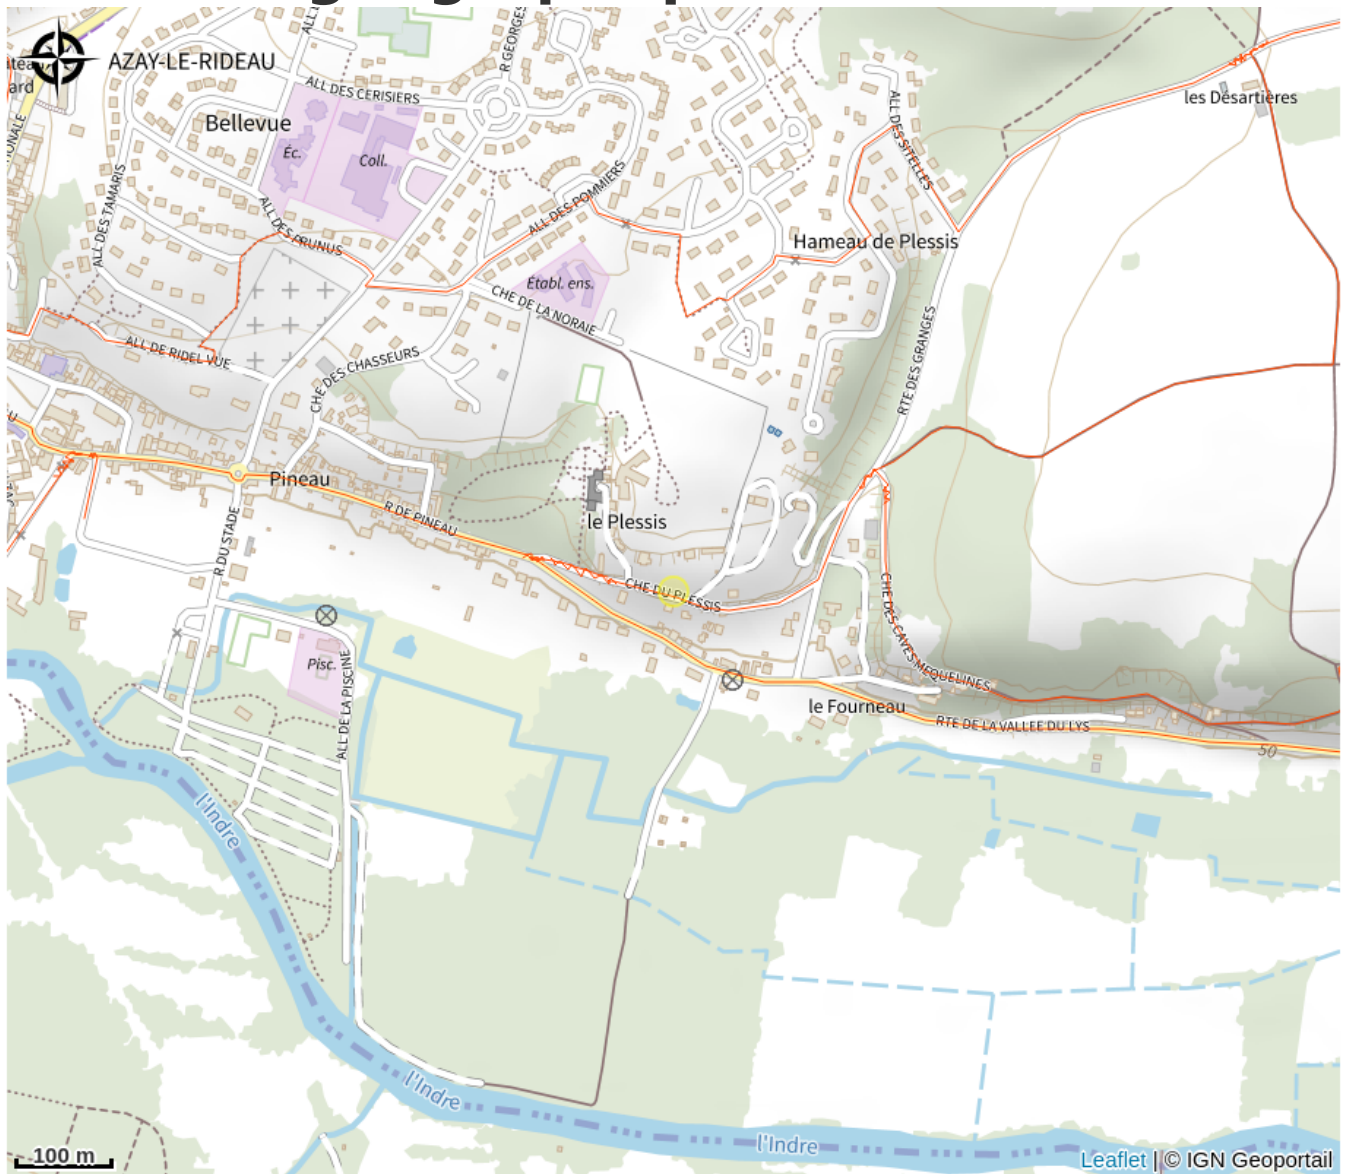 AZAY-LE-RIDEAU
ALL DES CERISIERS
R GEORGES
Bellevue
Éc.
Coll.
les Désartières
ALL DES SITELLES
ALL DES TAMARIS
ALL DES PRUNUS
ALL DES POMMIERS
Hameau de Plessis
Établ. ens.
CHE DE LA NORAIE
ALL DE RIDEL VUE
CHE DES CHASSEURS
RTE DES GRANGES
Pineau
R DE PINEAU
le Plessis
R DU STADE
CHE DU PLESSIS
CHE DES CAVES MEQUELINES
Pisc.
ALL DE LA PISCINE
le Fourneau
RTE DE LA VALLEE DU LYS
50
l'Indre
l'Indre
l'Indre
100 m
Leaflet | © IGN Geoportail